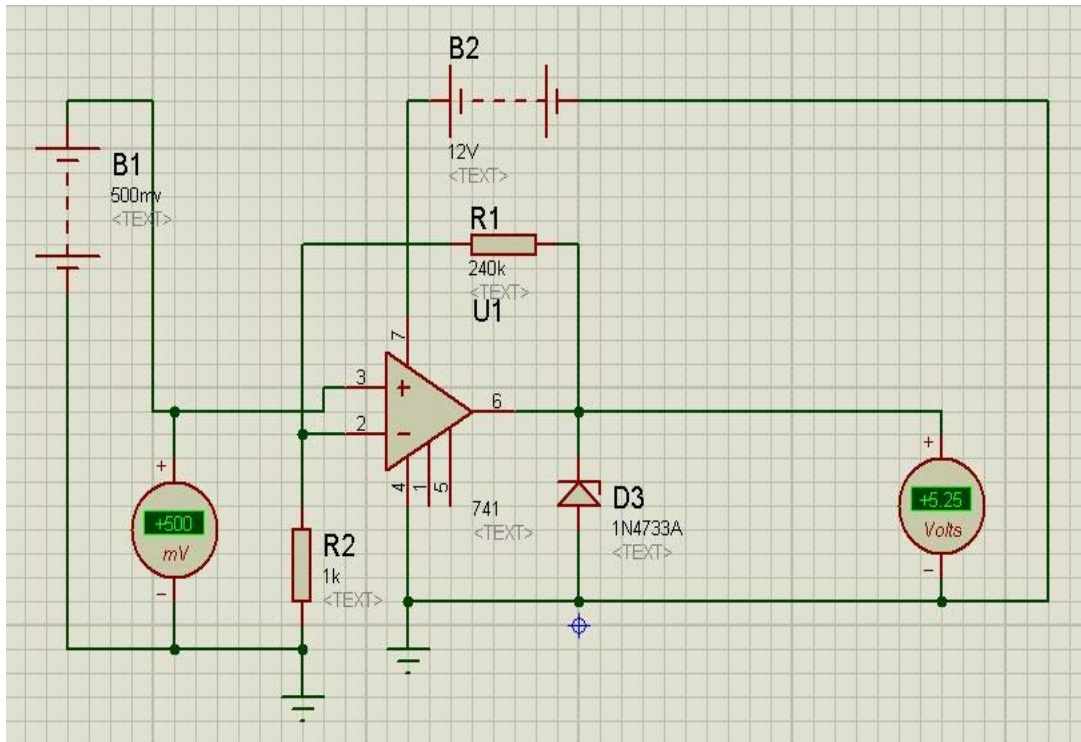 B2
12V
<TEXT>
B1
500mv
<TEXT>
R1
240k
<TEXT>
U1
7
3
+
6
2
−
4
1
5
741
<TEXT>
+
+500
mV
−
R2
1k
<TEXT>
D3
1N4733A
<TEXT>
+
+5.25
Volts
−